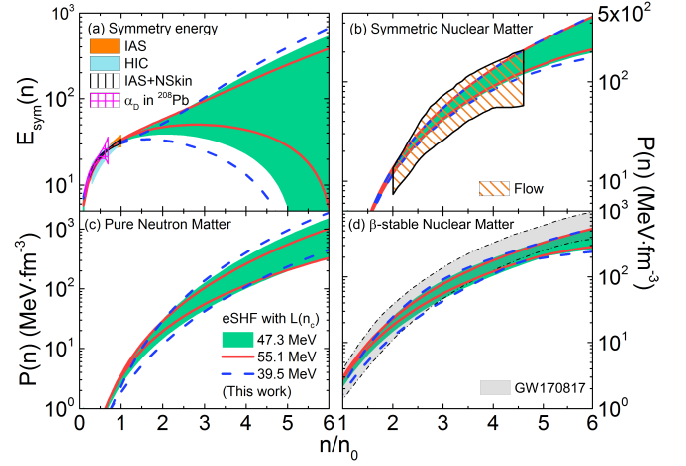 (a) Symmetry energy
IAS
HIC
IAS+NSkin
α_D in ²⁰⁸Pb
E_sym(n)
10³
10²
10¹
(b) Symmetric Nuclear Matter
Flow
5x10²
10²
10¹
P(n) (MeV·fm⁻³)
(c) Pure Neutron Matter
eSHF with L(n_c)
47.3 MeV
55.1 MeV
39.5 MeV
(This work)
P(n) (MeV·fm⁻³)
10³
10²
10¹
10⁰
0 1 2 3 4 5 6
(d) β-stable Nuclear Matter
GW170817
10³
10²
10¹
10⁰
1 2 3 4 5 6
n/n₀